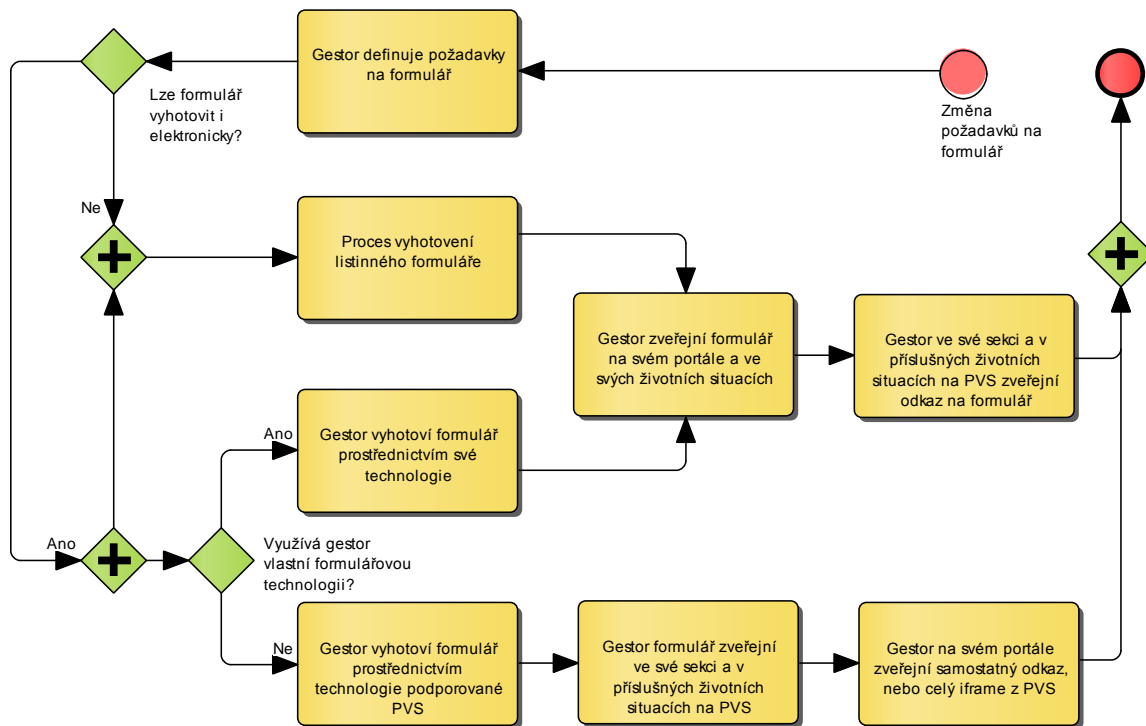 Gestor definuje požadavky
na formulář
Lze formulář
vyhotovit i
elektronicky?
Změna
požadavků na
formulář
Ne
Proces vyhotovení
listinného formuláře
Gestor zveřejní formulář
na svém portále a ve
svých životních situacích
Gestor ve své sekci a v
příslušných životních
situacích na PVS zveřejní
odkaz na formulář
Ano
Gestor vyhotoví formulář
prostřednictvím své
technologie
Ano
Využívá gestor
vlastní formulářovou
technologii?
Ne
Gestor vyhotoví formulář
prostřednictvím
technologie podporované
PVS
Gestor formulář zveřejní
ve své sekci a v
příslušných životních
situacích na PVS
Gestor na svém portále
zveřejní samostatný odkaz,
nebo celý iframe z PVS